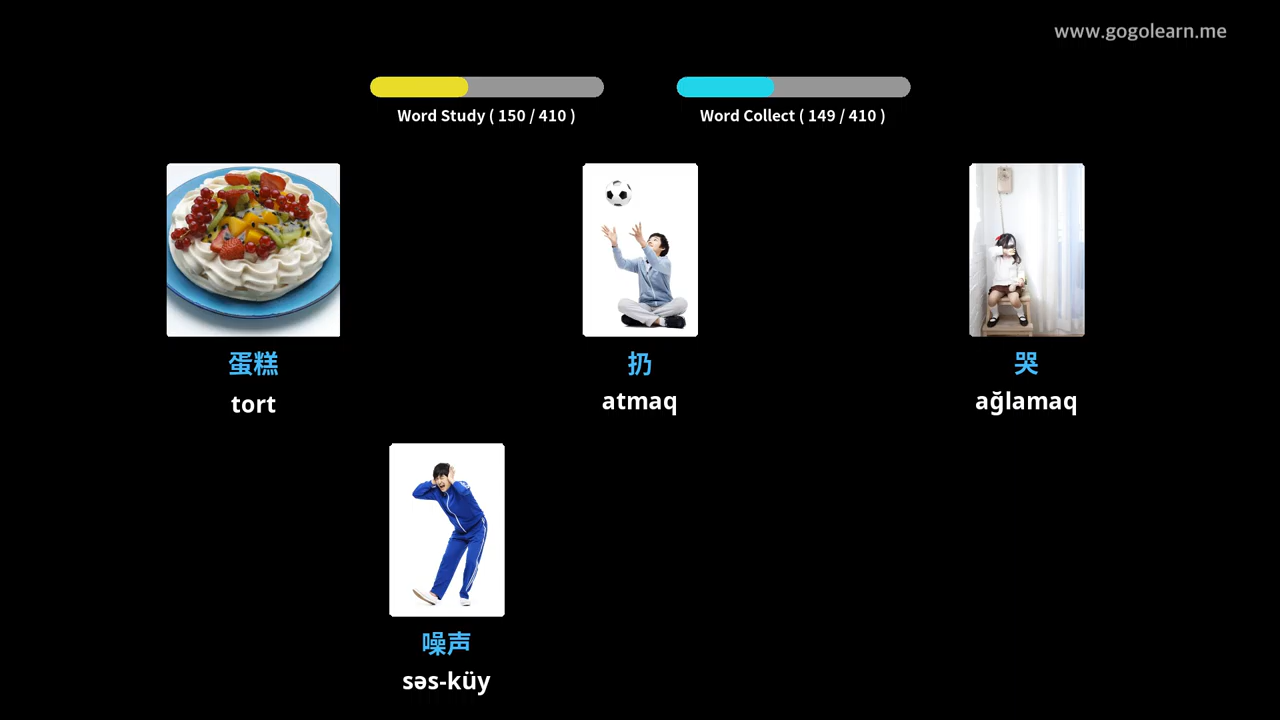 www.gogolearn.me
Word Study ( 150 / 410 )
Word Collect ( 149 / 410 )
蛋糕
tort
扔
atmaq
哭
ağlamaq
噪声
səs-küy